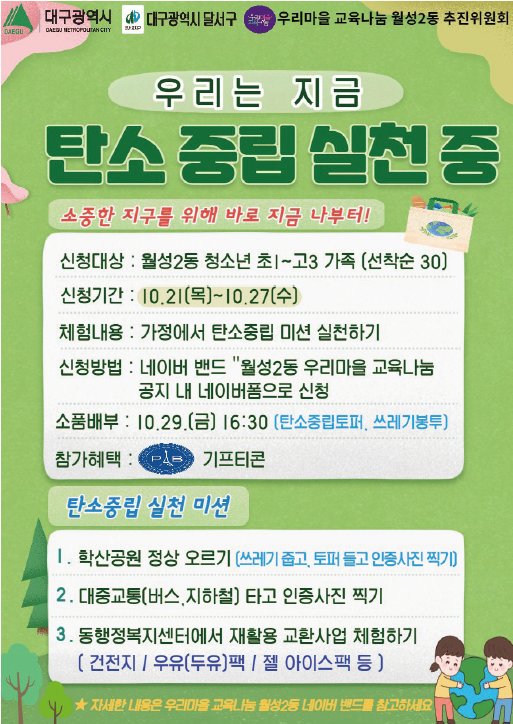 대구광역시 대구광역시 달서구 우리마을 교육나눔 월성2동 추진위원회
DAEGU DAEGU METROPOLITAN CITY
우리는 지금
탄소 중립 실천 중
소중한 지구를 위해 바로 지금 나부터!
신청대상 : 월성2동 청소년 초1~고3 가족 (선착순 30)
신청기간 : 10.21(목)~10.27(수)
체험내용 : 가정에서 탄소중립 미션 실천하기
신청방법 : 네이버 밴드 "월성2동 우리마을 교육나눔
공지 내 네이버폼으로 신청
소품배부 : 10.29.(금) 16:30 (탄소중립토퍼, 쓰레기봉투)
참가혜택 : P B 기프티콘
탄소중립 실천 미션
1. 학산공원 정상 오르기 (쓰레기 줍고, 토퍼 들고 인증사진 찍기)
2. 대중교통(버스,지하철) 타고 인증사진 찍기
3. 동행정복지센터에서 재활용 교환사업 체험하기
( 건전지 / 우유(두유)팩 / 젤 아이스팩 등 )
★ 자세한 내용은 우리마을 교육나눔 월성2동 네이버 밴드를 참고하세요